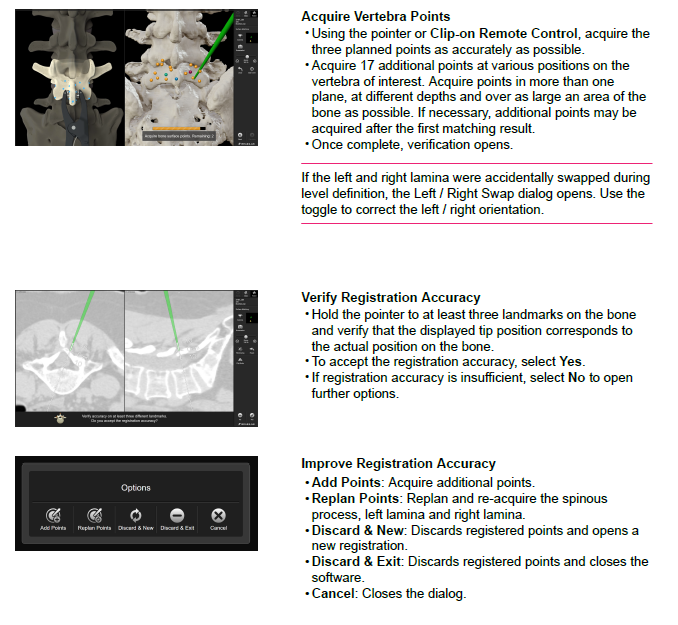 Acquire Vertebra Points
• Using the pointer or Clip-on Remote Control, acquire the
three planned points as accurately as possible.
• Acquire 17 additional points at various positions on the
vertebra of interest. Acquire points in more than one
plane, at different depths and over as large an area of the
bone as possible. If necessary, additional points may be
acquired after the first matching result.
• Once complete, verification opens.
Acquire more surface points. Remaining: 2
If the left and right lamina were accidentally swapped during
level definition, the Left / Right Swap dialog opens. Use the
toggle to correct the left / right orientation.
Verify Registration Accuracy
• Hold the pointer to at least three landmarks on the bone
and verify that the displayed tip position corresponds to
the actual position on the bone.
• To accept the registration accuracy, select Yes.
• If registration accuracy is insufficient, select No to open
further options.
Verify accuracy on at least three different landmarks.
Do you accept the registration accuracy?
Improve Registration Accuracy
• Add Points: Acquire additional points.
• Replan Points: Replan and re-acquire the spinous
process, left lamina and right lamina.
• Discard & New: Discards registered points and opens a
new registration.
• Discard & Exit: Discards registered points and closes the
software.
• Cancel: Closes the dialog.
Options
Add Points Replan Points Discard & New Discard & Exit Cancel